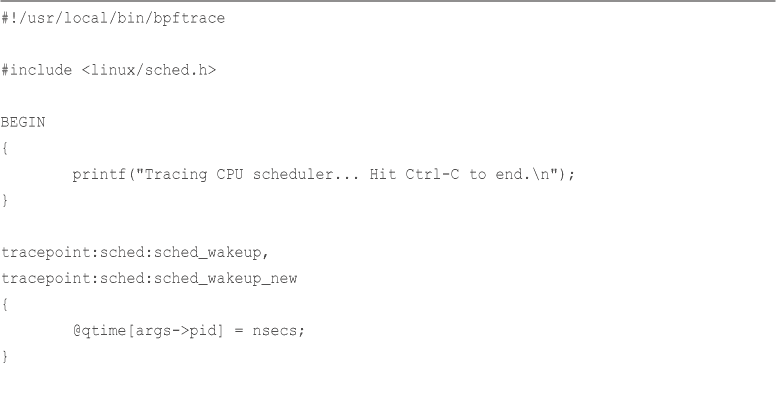 #!/usr/local/bin/bpftrace
#include <linux/sched.h>
BEGIN
{
printf("Tracing CPU scheduler... Hit Ctrl-C to end.\n");
}
tracepoint:sched:sched_wakeup,
tracepoint:sched:sched_wakeup_new
{
@qtime[args->pid] = nsecs;
}